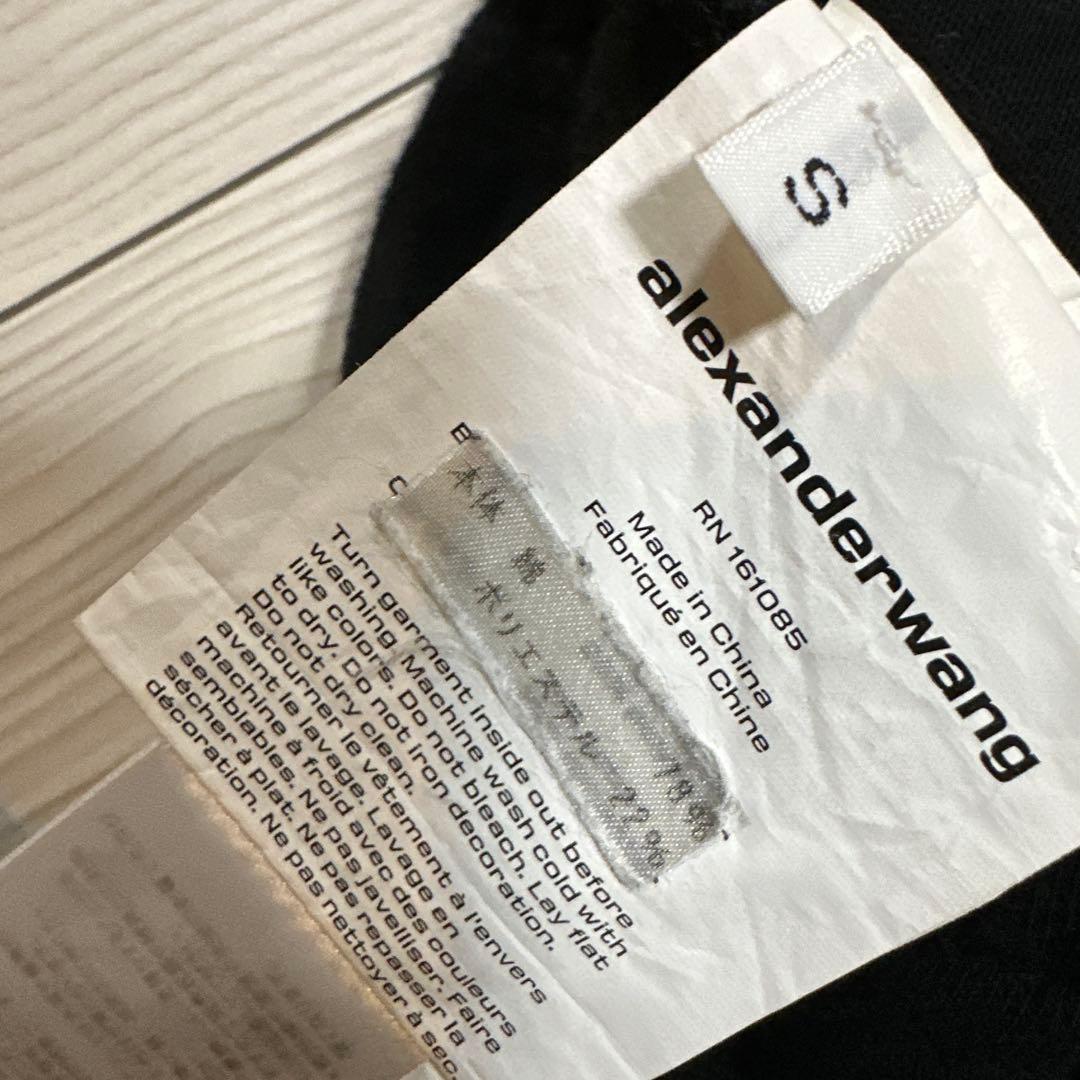 S
alexanderwang
RN 161085
Made in China
Fabriqué en Chine
本体 綿 78%
ポリエステル 22%
Turn garment inside out before
washing. Machine wash cold with
like colors. Do not bleach. Lay flat
to dry. Do not iron decoration.
Do not dry clean.
Retourner le vêtement à l'envers
avant le lavage. Lavage en
machine à froid avec des couleurs
semblables. Ne pas javelliser. Faire
sécher à plat. Ne pas repasser la
décoration. Ne pas nettoyer à sec.